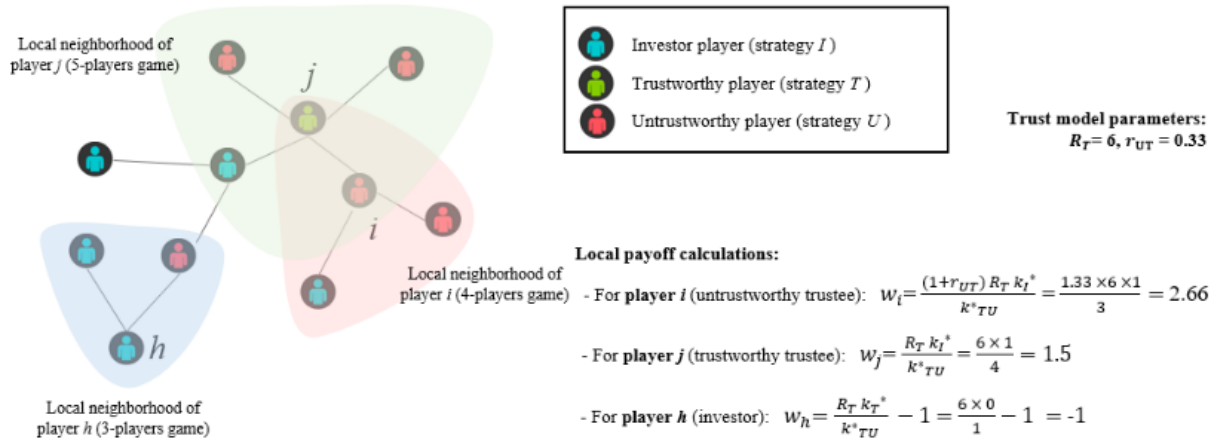 Local neighborhood of
player j (5-players game)
j
i
h
Local neighborhood of
player i (4-players game)
Local neighborhood of
player h (3-players game)
Investor player (strategy I)
Trustworthy player (strategy T)
Untrustworthy player (strategy U)
Trust model parameters:
R_T= 6, r_UT = 0.33
Local payoff calculations:
- For player i (untrustworthy trustee): w_i= (1+r_UT) R_T k_I* / k*_TU = 1.33 ×6 ×1 / 3 = 2.66
- For player j (trustworthy trustee): w_j= R_T k_I* / k*_TU = 6 × 1 / 4 = 1.5
- For player h (investor): w_h= R_T k_T* / k*_TU − 1 = 6 × 0 / 1 − 1 = -1